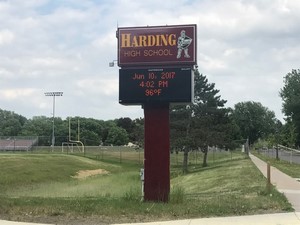 HARDING
HIGH SCHOOL
Jun 10, 2017
4:02 PM
96°F